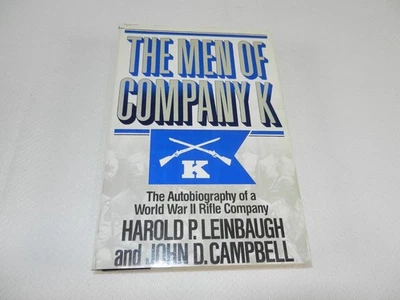 THE MEN OF
COMPANY K
K
The Autobiography of a
World War II Rifle Company
HAROLD P. LEINBAUGH
and JOHN D. CAMPBELL